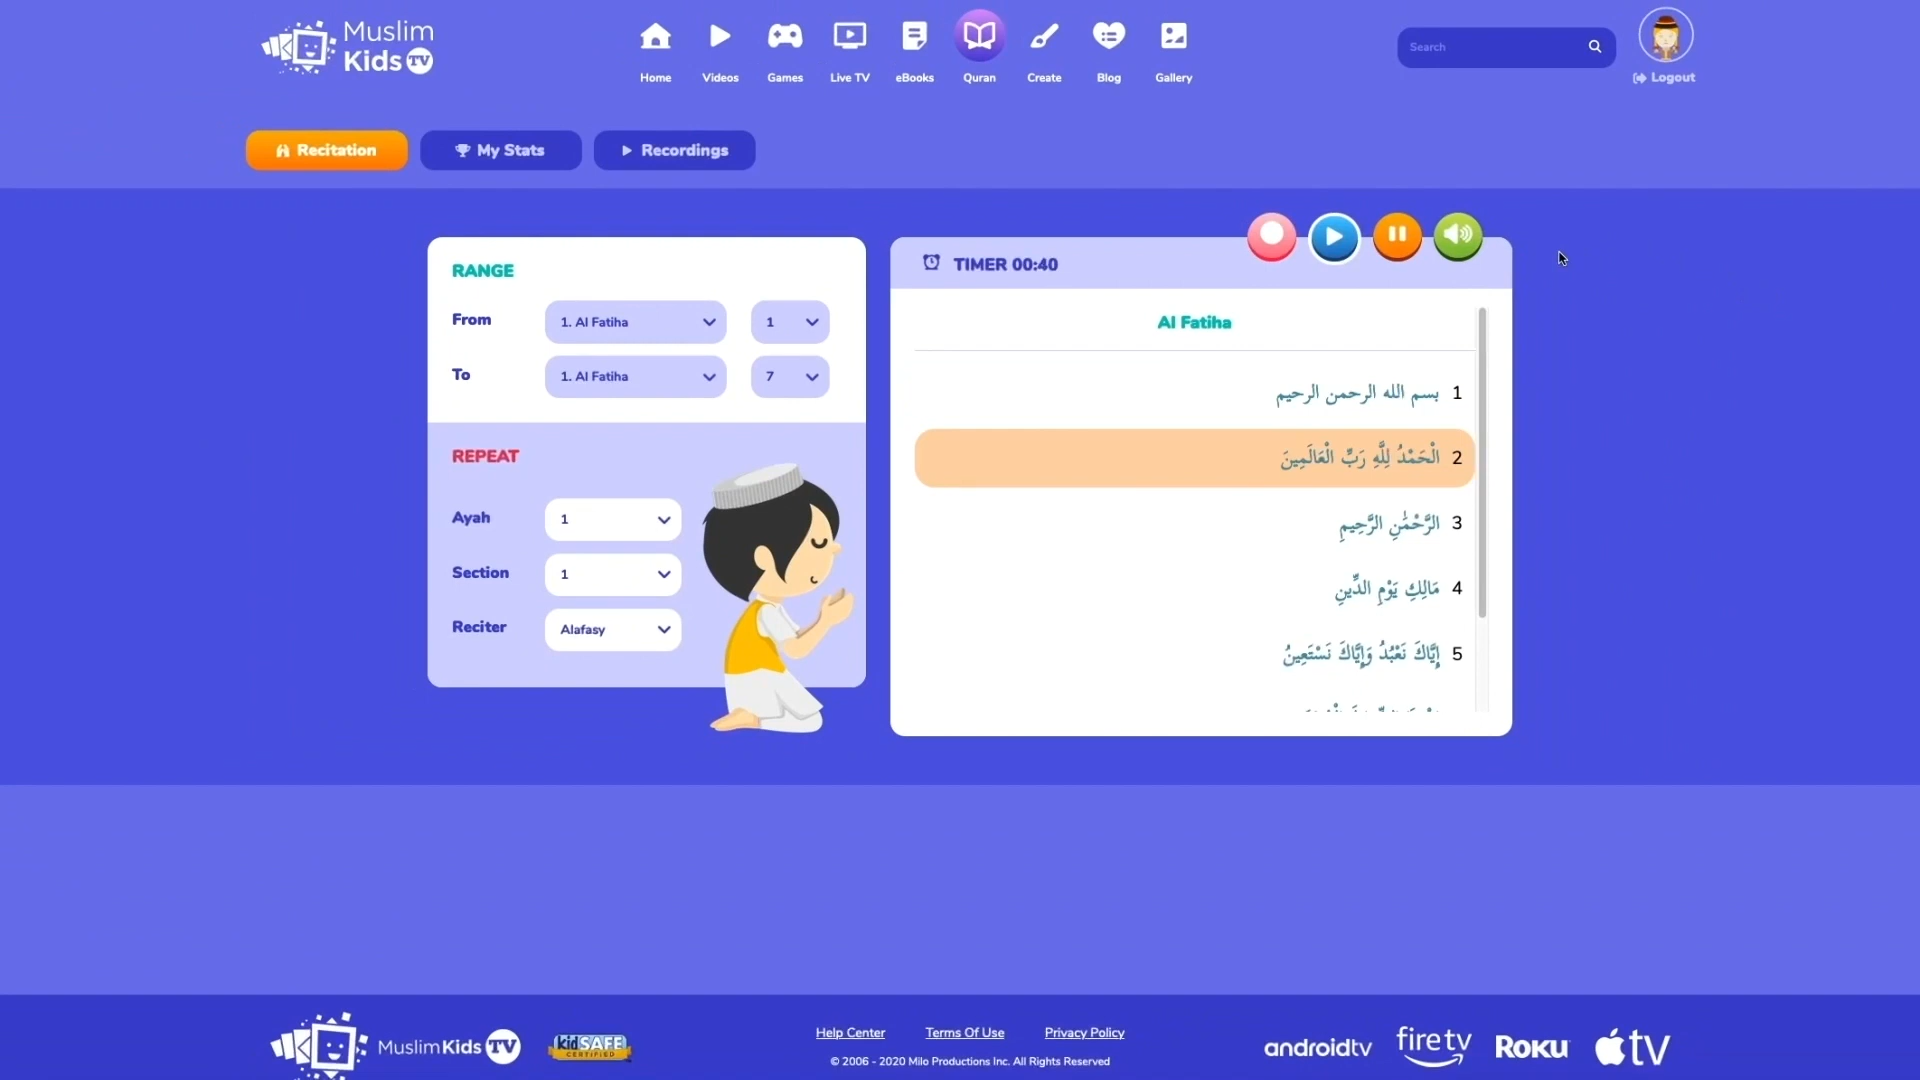 Muslim
Kids TV
Home
Videos
Games
Live TV
eBooks
Quran
Create
Blog
Gallery
Search
Logout
Recitation
My Stats
Recordings
RANGE
From
1. Al Fatiha
1
To
1. Al Fatiha
7
REPEAT
Ayah
1
Section
1
Reciter
Alafasy
TIMER 00:40
Al Fatiha
1 بسم الله الرحمن الرحيم
2 الْحَمْدُ لِلَّهِ رَبِّ الْعَالَمِينَ
3 الرَّحْمَٰنِ الرَّحِيمِ
4 مَالِكِ يَوْمِ الدِّينِ
5 إِيَّاكَ نَعْبُدُ وَإِيَّاكَ نَسْتَعِينُ
MuslimKids TV
kidSAFE
CERTIFIED
Help Center
Terms Of Use
Privacy Policy
© 2006 - 2020 Milo Productions Inc. All Rights Reserved
androidtv
firetv
ROKU
tv